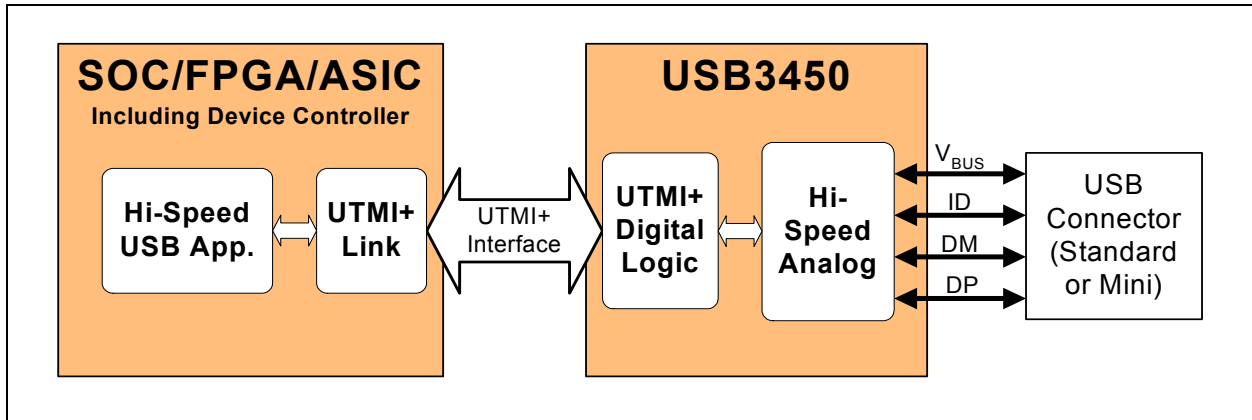 SOC/FPGA/ASIC
Including Device Controller
Hi-Speed
USB App.
UTMI+
Link
UTMI+
Interface
USB3450
UTMI+
Digital
Logic
Hi-
Speed
Analog
VBUS
ID
DM
DP
USB
Connector
(Standard
or Mini)